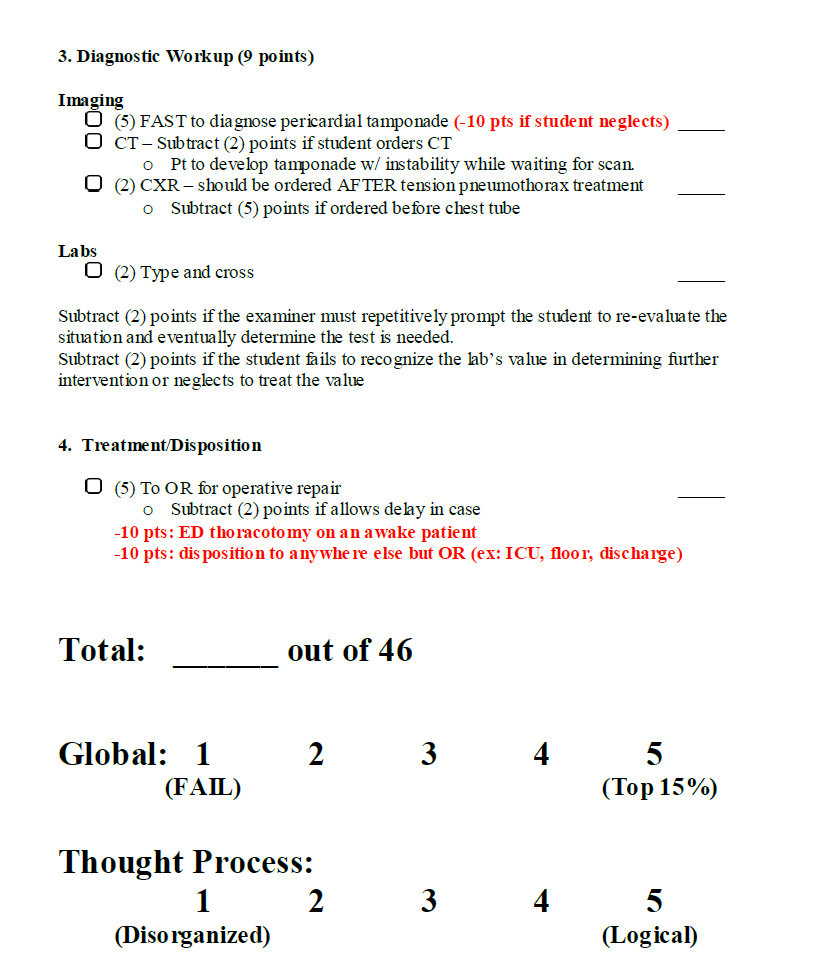 3. Diagnostic Workup (9 points)
Imaging
(5) FAST to diagnose pericardial tamponade (-10 pts if student neglects) _____
CT – Subtract (2) points if student orders CT
o Pt to develop tamponade w/ instability while waiting for scan.
(2) CXR – should be ordered AFTER tension pneumothorax treatment _____
o Subtract (5) points if ordered before chest tube
Labs
(2) Type and cross _____
Subtract (2) points if the examiner must repetitively prompt the student to re-evaluate the
situation and eventually determine the test is needed.
Subtract (2) points if the student fails to recognize the lab’s value in determining further
intervention or neglects to treat the value
4. Treatment/Disposition
(5) To OR for operative repair _____
o Subtract (2) points if allows delay in case
-10 pts: ED thoracotomy on an awake patient
-10 pts: disposition to anywhere else but OR (ex: ICU, floor, discharge)
Total: ______ out of 46
Global: 1 2 3 4 5
(FAIL) (Top 15%)
Thought Process:
1 2 3 4 5
(Disorganized) (Logical)